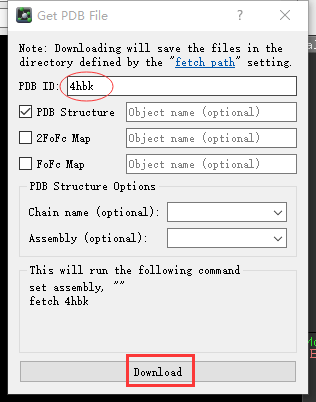 Get PDB File
Note: Downloading will save the files in the
directory defined by the "fetch path" setting.
PDB ID: 4hbk
PDB Structure Object name (optional)
2FoFc Map Object name (optional)
FoFc Map Object name (optional)
PDB Structure Options
Chain name (optional):
Assembly (optional):
This will run the following command
set assembly, ""
fetch 4hbk
Download